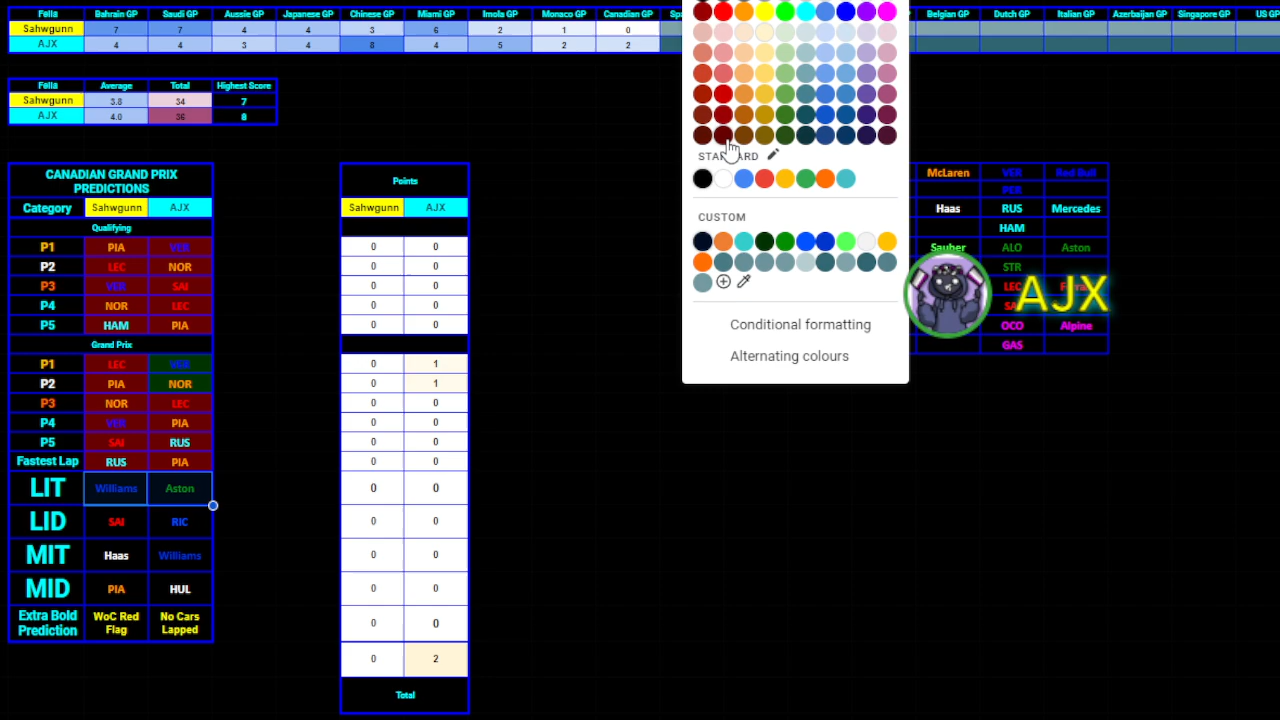 Fella Bahrain GP Saudi GP Aussie GP Japanese GP Chinese GP Miami GP Imola GP Monaco GP Canadian GP Belgian GP Dutch GP Italian GP Azerbaijan GP Singapore GP US GP
Sahwgunn 7 7 4 4 3 6 2 1 0
AJX 4 4 3 4 8 4 5 2 2
Fella Average Total Highest Score
Sahwgunn 3.8 34 7
AJX 4.0 36 8
CANADIAN GRAND PRIX
PREDICTIONS
Category Sahwgunn AJX
Qualifying
P1 PIA VER
P2 LEC NOR
P3 VER SAI
P4 NOR LEC
P5 HAM PIA
Grand Prix
P1 LEC VER
P2 PIA NOR
P3 NOR LEC
P4 VER PIA
P5 SAI RUS
Fastest Lap RUS PIA
LIT Williams Aston
LID SAI RIC
MIT Haas Williams
MID PIA HUL
Extra Bold Prediction WoC Red Flag No Cars Lapped
Points
Sahwgunn AJX
0 0
0 0
0 0
0 0
0 0
0 1
0 1
0 0
0 0
0 0
0 0
0 0
0 0
0 0
0 0
0 0
0 2
Total
CUSTOM
Conditional formatting
Alternating colours
McLaren VER Red Bull
PER
Haas RUS Mercedes
HAM
Sauber ALO Aston
STR
LEC
AJX
OCO Alpine
GAS